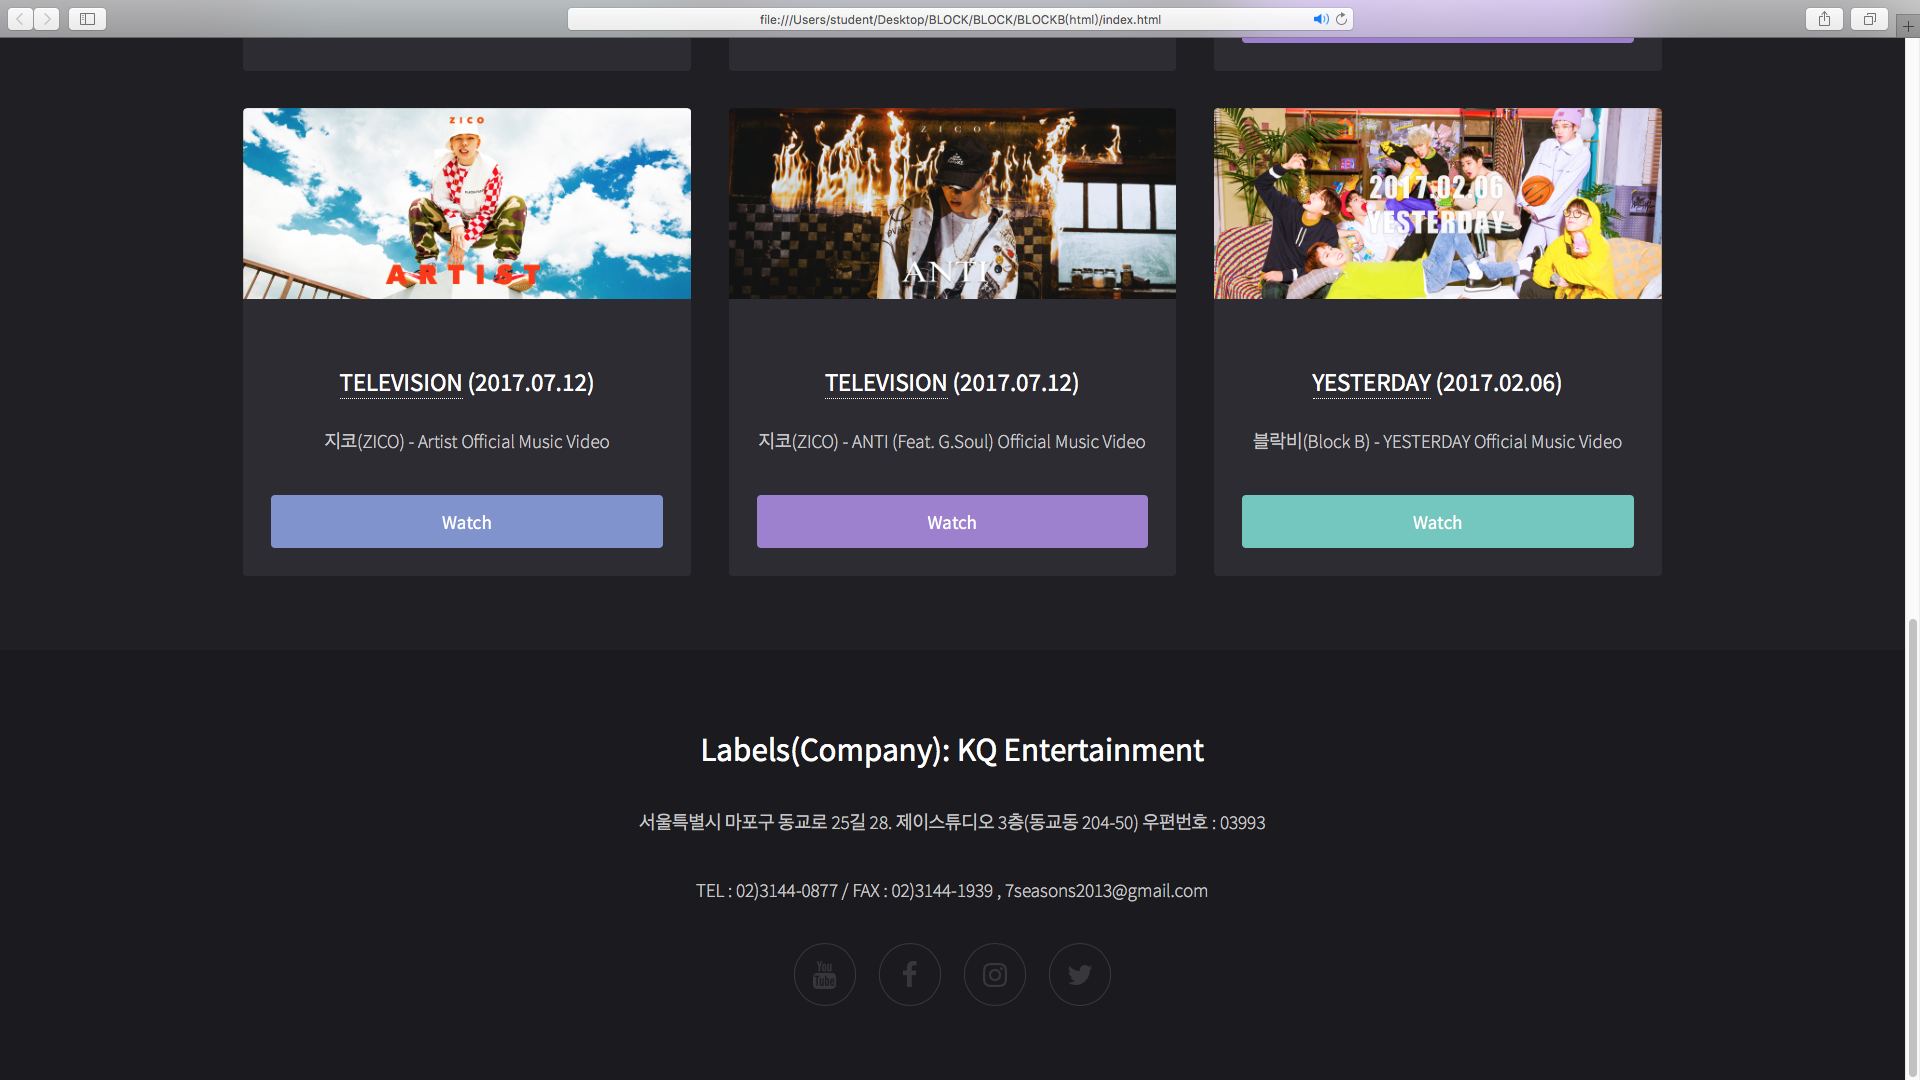 file:///Users/student/Desktop/BLOCK/BLOCK/BLOCKB(html)/index.html
ZICO
ARTIST
ZICO
ANTI
2017.02.06
YESTERDAY
TELEVISION (2017.07.12)
지코(ZICO) - Artist Official Music Video
Watch
TELEVISION (2017.07.12)
지코(ZICO) - ANTI (Feat. G.Soul) Official Music Video
Watch
YESTERDAY (2017.02.06)
블락비(Block B) - YESTERDAY Official Music Video
Watch
Labels(Company): KQ Entertainment
서울특별시 마포구 동교로 25길 28. 제이스튜디오 3층(동교동 204-50) 우편번호 : 03993
TEL : 02)3144-0877 / FAX : 02)3144-1939 , 7seasons2013@gmail.com
You
Tube